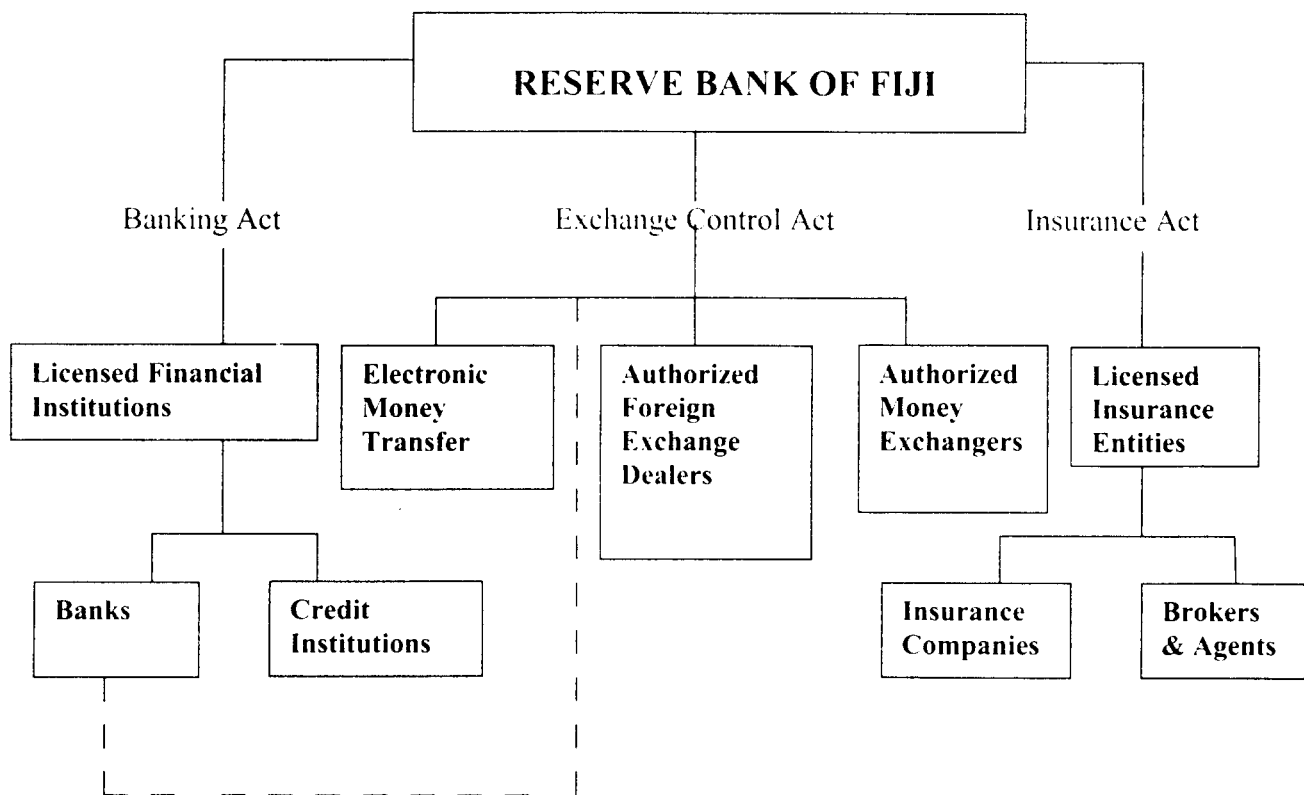 RESERVE BANK OF FIJI
Banking Act
Exchange Control Act
Insurance Act
Licensed Financial
Institutions
Electronic
Money
Transfer
Authorized
Foreign
Exchange
Dealers
Authorized
Money
Exchangers
Licensed
Insurance
Entities
Banks
Credit
Institutions
Insurance
Companies
Brokers
& Agents